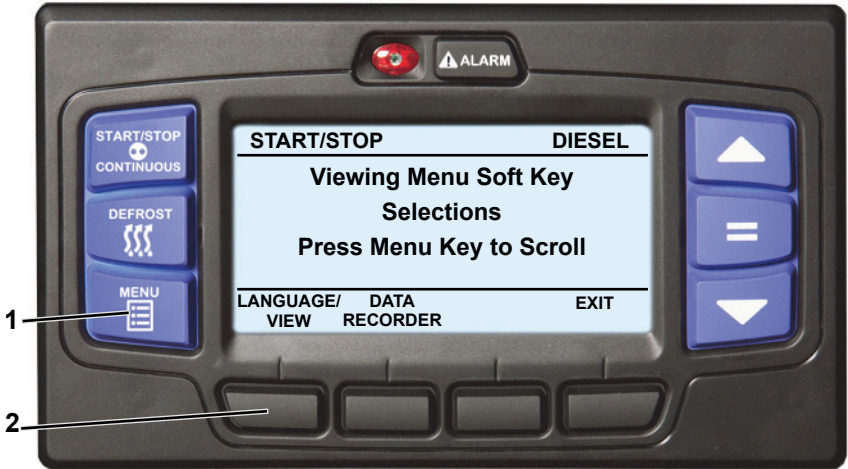 ALARM
START/STOP
CONTINUOUS
DEFROST
MENU
START/STOP DIESEL
Viewing Menu Soft Key
Selections
Press Menu Key to Scroll
LANGUAGE/ DATA EXIT
VIEW RECORDER
1
2